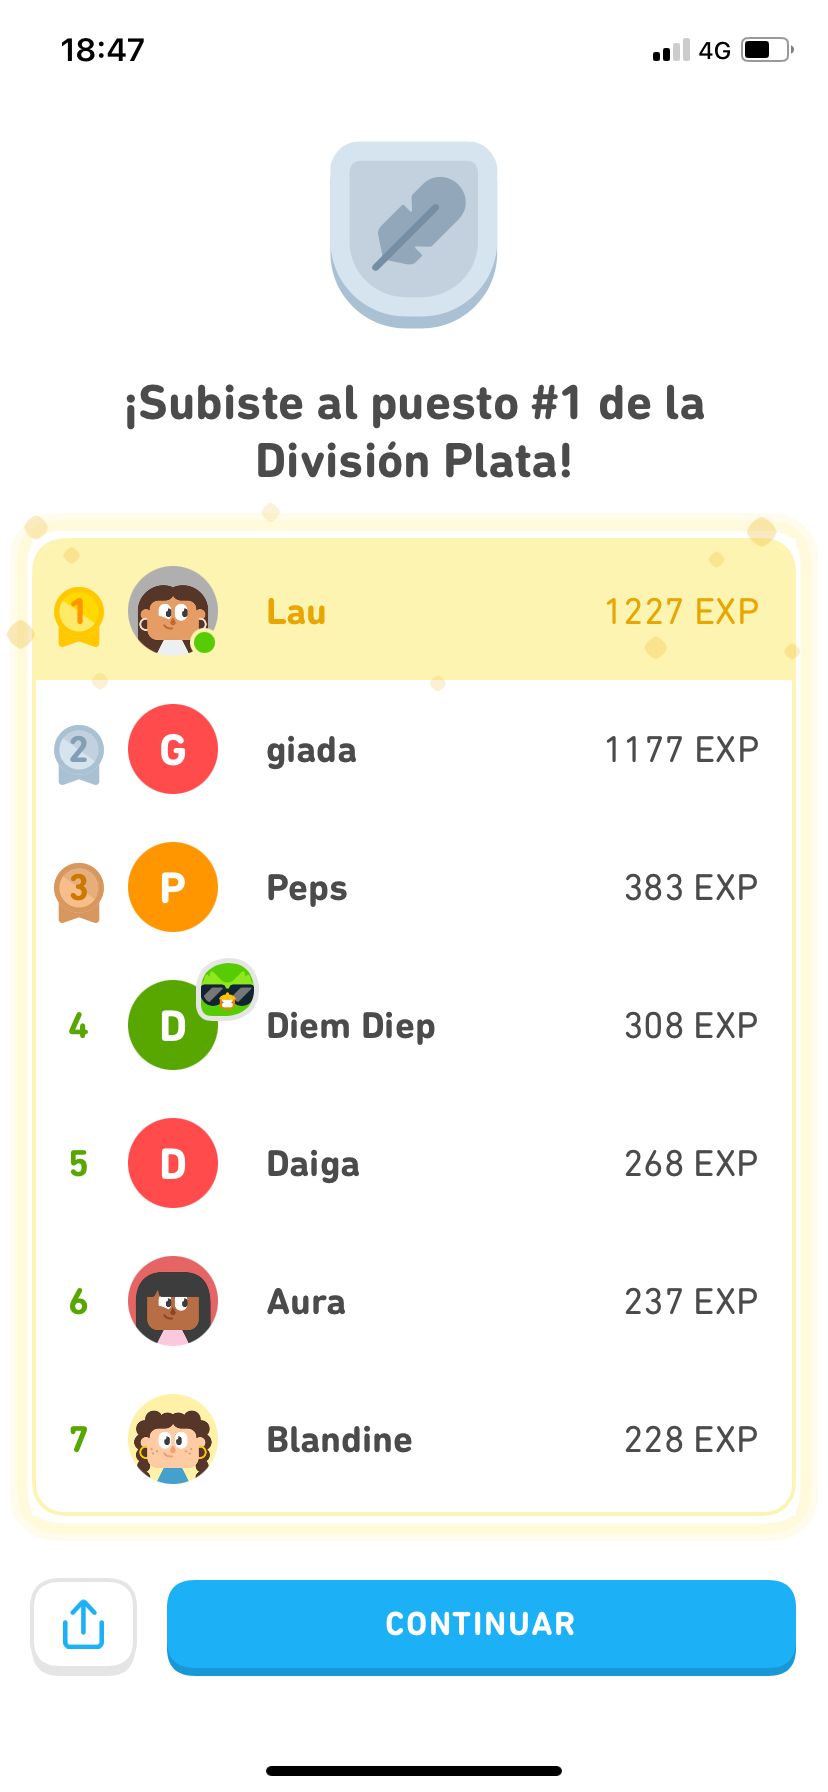 18:47
4G
¡Subiste al puesto #1 de la
División Plata!
1 Lau 1227 EXP
2 G giada 1177 EXP
3 P Peps 383 EXP
4 D Diem Diep 308 EXP
5 D Daiga 268 EXP
6 Aura 237 EXP
7 Blandine 228 EXP
CONTINUAR